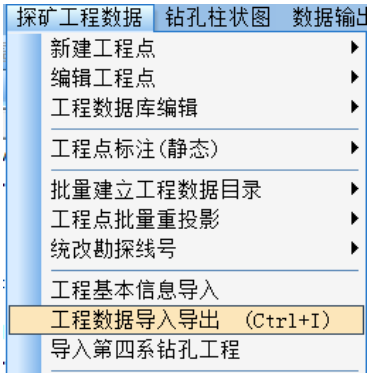 探矿工程数据 钻孔柱状图 数据输出
新建工程点
编辑工程点
工程数据库编辑
工程点标注(静态)
批量建立工程数据目录
工程点批量重投影
统改勘探线号
工程基本信息导入
工程数据导入导出 (Ctrl+I)
导入第四系钻孔工程